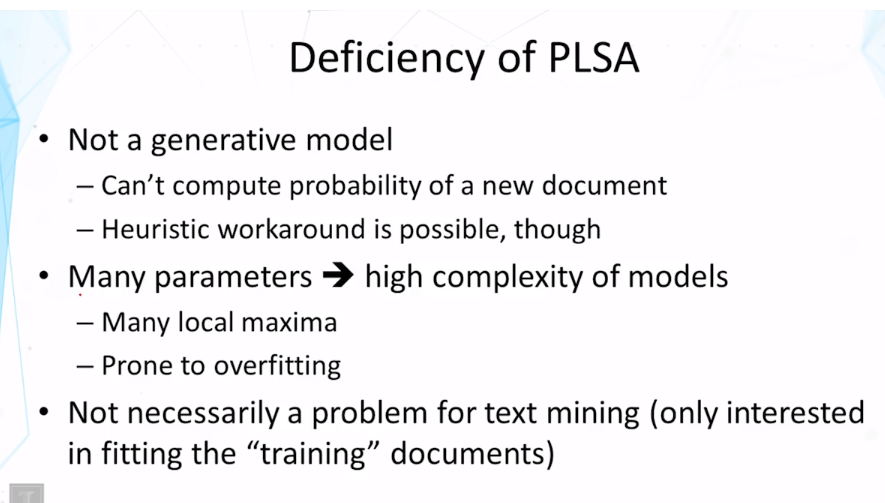 Deficiency of PLSA
• Not a generative model
– Can't compute probability of a new document
– Heuristic workaround is possible, though
• Many parameters ➔ high complexity of models
– Many local maxima
– Prone to overfitting
• Not necessarily a problem for text mining (only interested
in fitting the “training” documents)